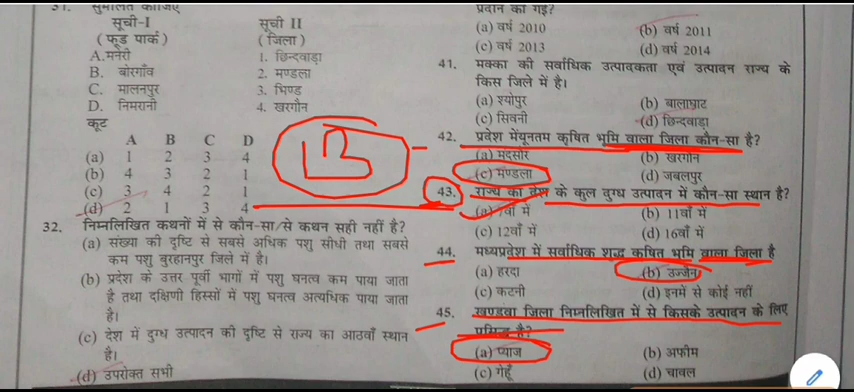 31. सुमेलित कीजिए
सूची-I सूची II
(फूड पार्क) (जिला)
A. मनेरी 1. छिन्दवाड़ा
B. बोरगाँव 2. मण्डला
C. मालनपुर 3. भिण्ड
D. निमरानी 4. खरगौन
कूट
A B C D
(a) 1 2 3 4
(b) 4 3 2 1
(c) 3 4 2 1
(d) 2 1 3 4
32. निम्नलिखित कथनों में से कौन-सा/से कथन सही नहीं है?
(a) संख्या की दृष्टि से सबसे अधिक पशु सीधी तथा सबसे
कम पशु बुरहानपुर जिले में है।
(b) प्रदेश के उत्तर पूर्वी भागों में पशु घनत्व कम पाया जाता
है तथा दक्षिणी हिस्सों में पशु घनत्व अत्यधिक पाया जाता
है।
(c) देश में दुग्ध उत्पादन की दृष्टि से राज्य का आठवाँ स्थान
है।
(d) उपरोक्त सभी
प्रदान की गई?
(a) वर्ष 2010 (b) वर्ष 2011
(c) वर्ष 2013 (d) वर्ष 2014
41. मक्का की सर्वाधिक उत्पादकता एवं उत्पादन राज्य के
किस जिले में है।
(a) श्योपुर (b) बालाघाट
(c) सिवनी (d) छिन्दवाड़ा
42. प्रदेश मेंयूनतम कृषित भूमि वाला जिला कौन-सा है?
(a) मंदसौर (b) खरगौन
(c) मण्डला (d) जबलपुर
43. राज्य का देश के कुल दुग्ध उत्पादन में कौन-सा स्थान है?
(a) 7वाँ में (b) 11वाँ में
(c) 12वाँ में (d) 16वाँ में
44. मध्यप्रदेश में सर्वाधिक शुद्ध कषित भूमि वाला जिला है
(a) हरदा (b) उज्जैन
(c) कटनी (d) इनमें से कोई नहीं
45. खण्डवा जिला निम्नलिखित में से किसके उत्पादन के लिए
प्रसिद्ध है?
(a) प्याज (b) अफीम
(c) गेहूँ (d) चावल